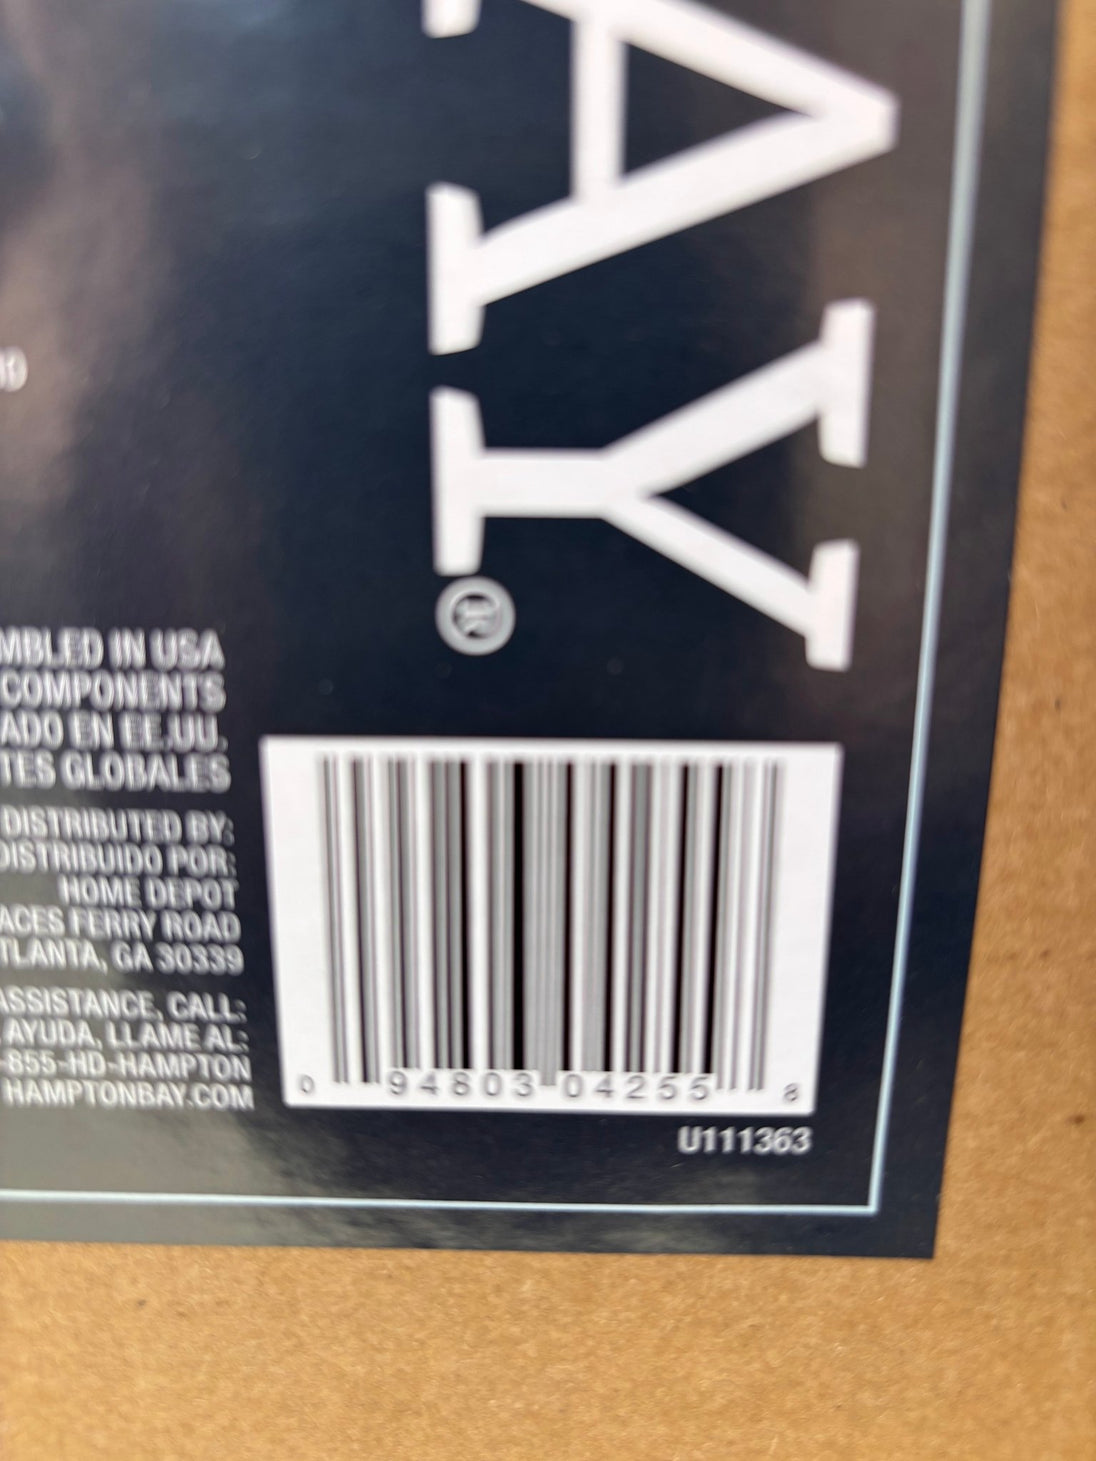 AY®
MBLED IN USA
COMPONENTS
ADO EN EE.UU.
TES GLOBALES
DISTRIBUTED BY:
DISTRIBUIDO POR:
HOME DEPOT
ACES FERRY ROAD
TLANTA, GA 30339
ASSISTANCE, CALL:
AYUDA, LLAME AL:
-855-HD-HAMPTON
HAMPTONBAY.COM
0 94803 04255 8
U111363